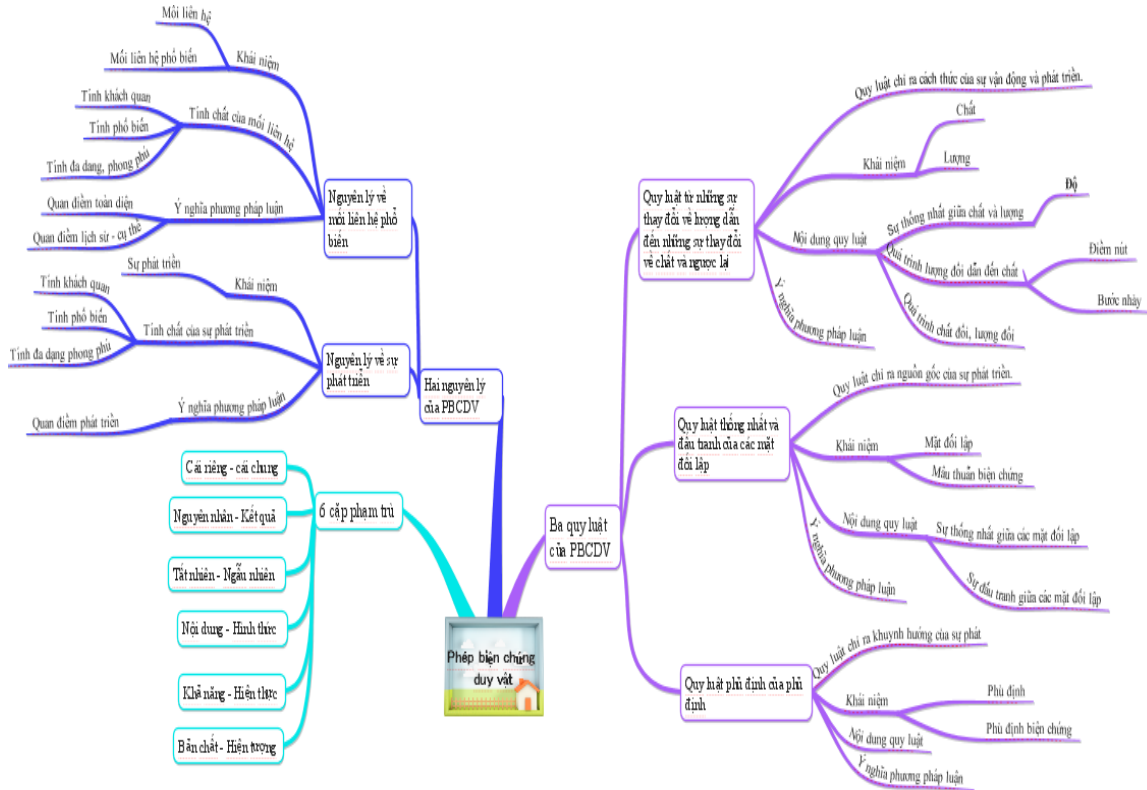 Mối liên hệ
Khái niệm
Mối liên hệ phổ biến
Tính khách quan
Tính chất của mối liên hệ
Tính phổ biến
Tính đa dạng, phong phú
Quan điểm toàn diện
Ý nghĩa phương pháp luận
Quan điểm lịch sử - cụ thể
Nguyên lý về
mối liên hệ phổ
biến
Sự phát triển
Khái niệm
Tính khách quan
Tính phổ biến
Tính chất của sự phát triển
Tính đa dạng phong phú
Ý nghĩa phương pháp luận
Quan điểm phát triển
Nguyên lý về sự
phát triển
Hai nguyên lý
của PBCDV
Cái riêng - cái chung
Nguyên nhân - Kết quả
Tất nhiên - Ngẫu nhiên
Nội dung - Hình thức
Khả năng - Hiện thực
Bản chất - Hiện tượng
6 cặp phạm trù
Phép biện chứng
duy vật
Ba quy luật
của PBCDV
Quy luật từ những sự
thay đổi về lượng dẫn
đến những sự thay đổi
về chất và ngược lại
Quy luật chỉ ra cách thức của sự vận động và phát triển.
Khái niệm
Chất
Lượng
Nội dung quy luật
Sự thống nhất giữa chất và lượng
Độ
Quá trình lượng đổi dẫn đến chất
Điểm nút
Bước nhảy
Quá trình chất đổi, lượng đổi
Ý nghĩa phương pháp luận
Quy luật thống nhất và
đấu tranh của các mặt
đối lập
Quy luật chỉ ra nguồn gốc của sự phát triển.
Khái niệm
Mặt đối lập
Mâu thuẫn biện chứng
Nội dung quy luật
Sự thống nhất giữa các mặt đối lập
Sự đấu tranh giữa các mặt đối lập
Ý nghĩa phương pháp luận
Quy luật phủ định của phủ
định
Quy luật chỉ ra khuynh hướng của sự phát
Khái niệm
Phủ định
Phủ định biện chứng
Nội dung quy luật
Ý nghĩa phương pháp luận